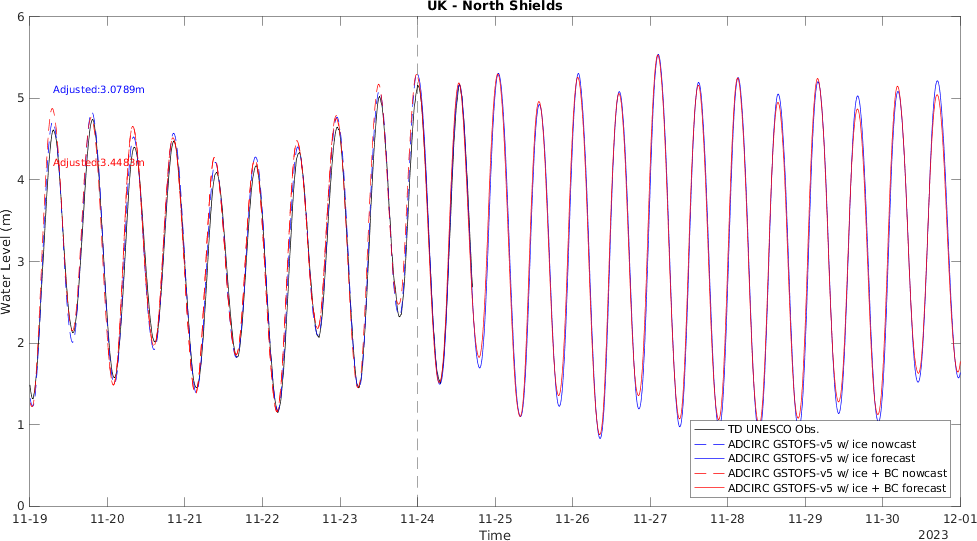 UK - North Shields
6
5
4
3
2
1
0
Water Level (m)
Adjusted:3.0789m
Adjusted:3.4483m
TD UNESCO Obs.
ADCIRC GSTOFS-v5 w/ ice nowcast
ADCIRC GSTOFS-v5 w/ ice forecast
ADCIRC GSTOFS-v5 w/ ice + BC nowcast
ADCIRC GSTOFS-v5 w/ ice + BC forecast
11-19 11-20 11-21 11-22 11-23 11-24 11-25 11-26 11-27 11-28 11-29 11-30 12-01
Time
2023